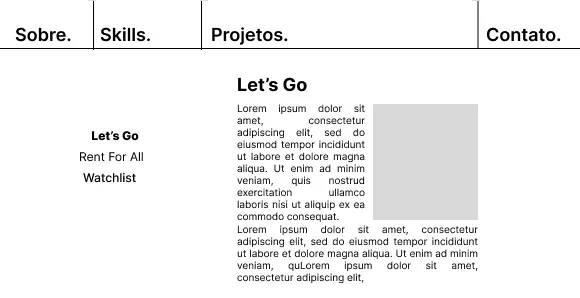 Sobre.
Skills.
Projetos.
Contato.
Let's Go
Rent For All
Watchlist
Let's Go
Lorem ipsum dolor sit
amet, consectetur
adipiscing elit, sed do
eiusmod tempor incididunt
ut labore et dolore magna
aliqua. Ut enim ad minim
veniam, quis nostrud
exercitation ullamco
laboris nisi ut aliquip ex ea
commodo consequat.
Lorem ipsum dolor sit amet, consectetur
adipiscing elit, sed do eiusmod tempor incididunt
ut labore et dolore magna aliqua. Ut enim ad minim
veniam, quLorem ipsum dolor sit amet,
consectetur adipiscing elit,